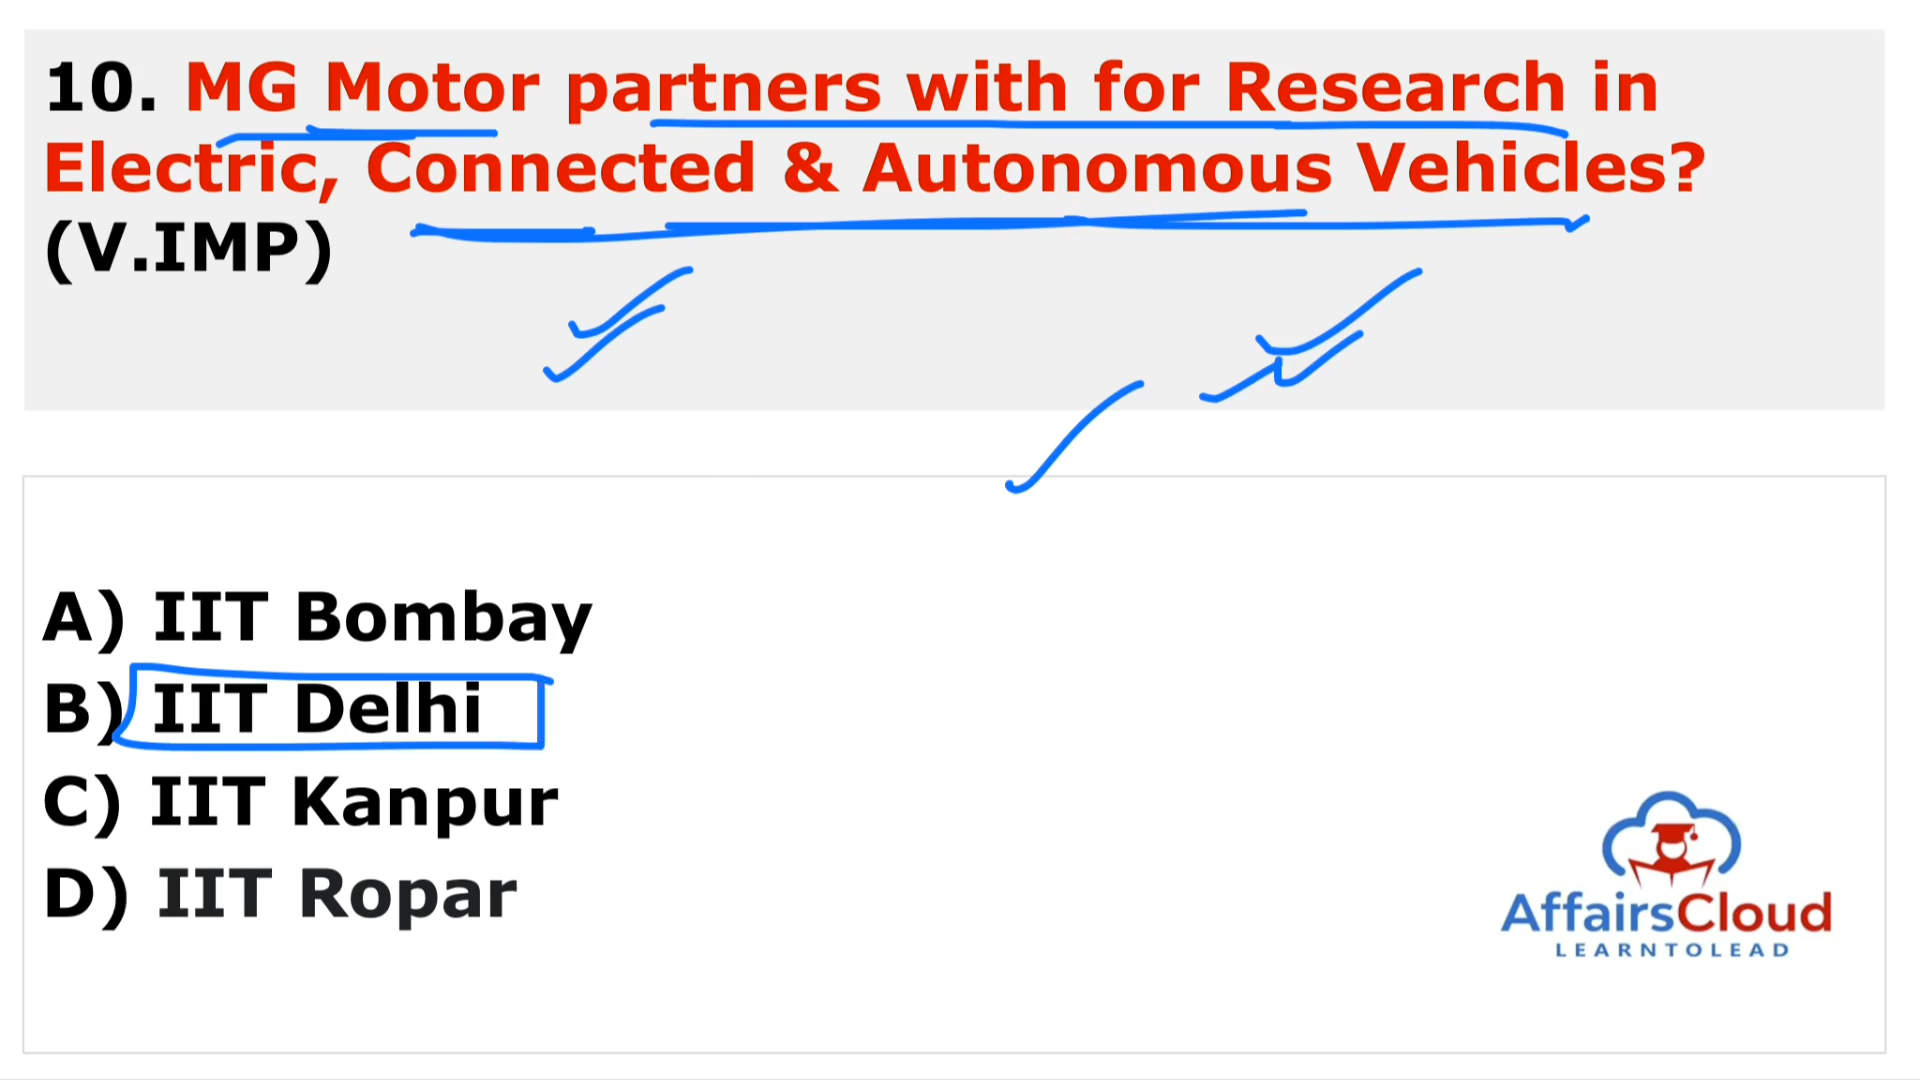 10. MG Motor partners with for Research in
Electric, Connected & Autonomous Vehicles?
(V.IMP)
A) IIT Bombay
B) IIT Delhi
C) IIT Kanpur
D) IIT Ropar
AffairsCloud
LEARNTOLEAD